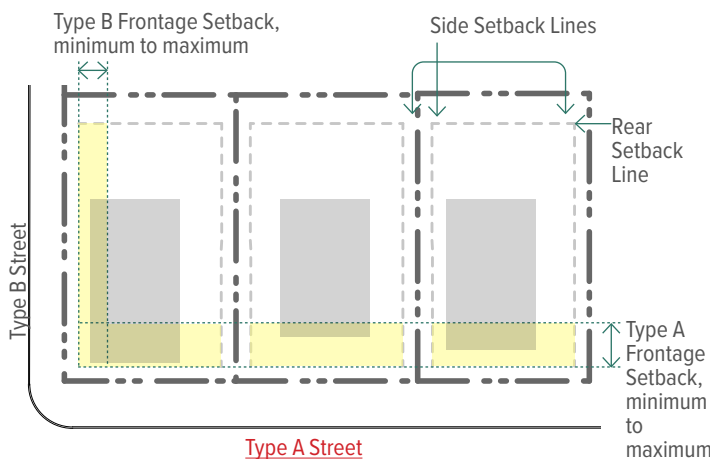 Type B Frontage Setback,
minimum to maximum
Side Setback Lines
Rear
Setback
Line
Type B Street
Type A
Frontage
Setback,
minimum
to
maximum
Type A Street